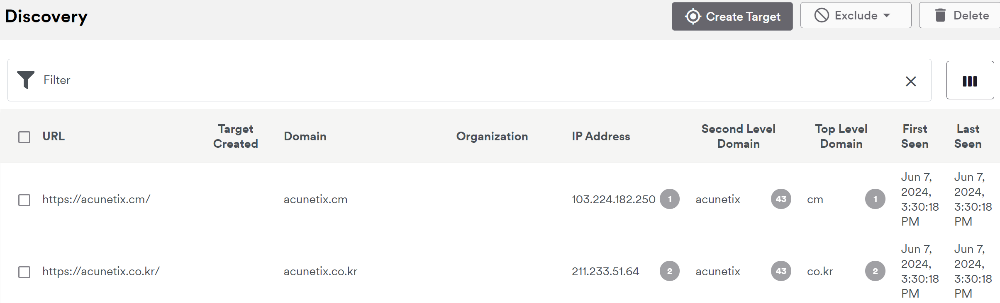 Discovery
Create Target
Exclude
Delete
Filter
URL
Target
Created
Domain
Organization
IP Address
Second Level
Domain
Top Level
Domain
First
Seen
Last
Seen
https://acunetix.cm/
acunetix.cm
103.224.182.250
1
acunetix
43
cm
1
Jun 7,
2024,
3:30:18
PM
Jun 7,
2024,
3:30:18
PM
https://acunetix.co.kr/
acunetix.co.kr
211.233.51.64
2
acunetix
43
co.kr
2
Jun 7,
2024,
3:30:18
PM
Jun 7,
2024,
3:30:18
PM